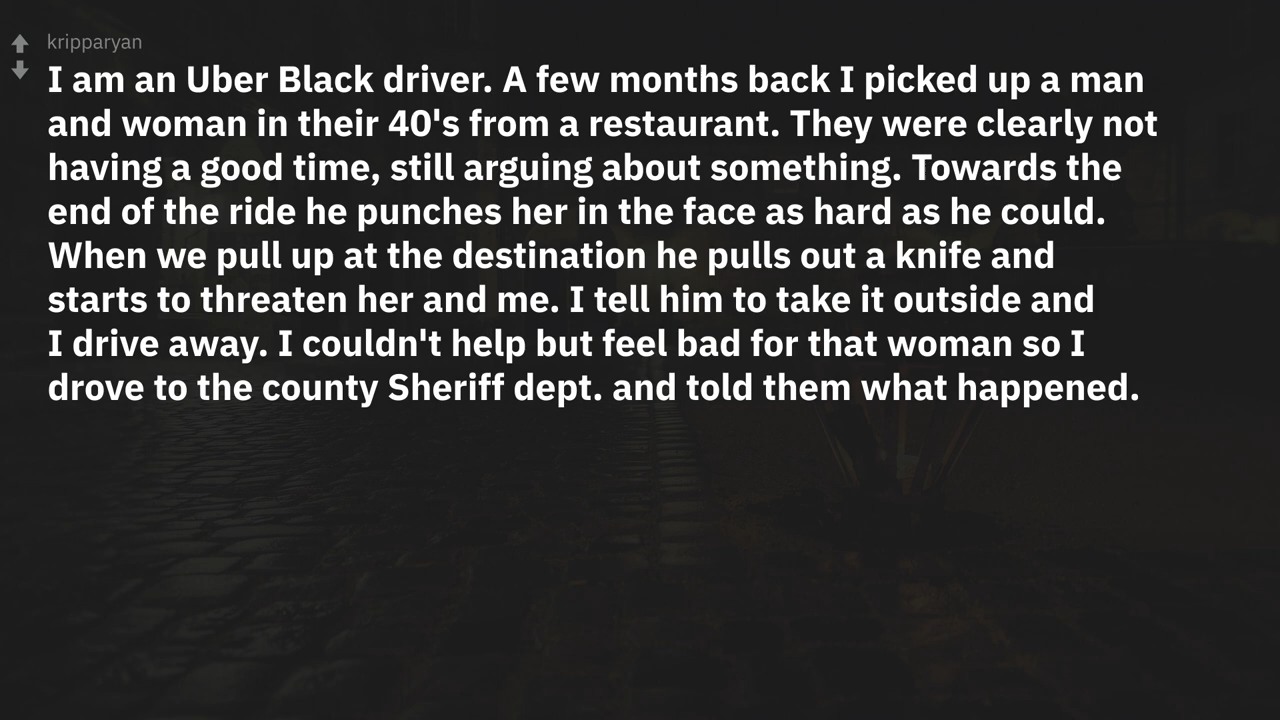 kripparyan
I am an Uber Black driver. A few months back I picked up a man
and woman in their 40's from a restaurant. They were clearly not
having a good time, still arguing about something. Towards the
end of the ride he punches her in the face as hard as he could.
When we pull up at the destination he pulls out a knife and
starts to threaten her and me. I tell him to take it outside and
I drive away. I couldn't help but feel bad for that woman so I
drove to the county Sheriff dept. and told them what happened.